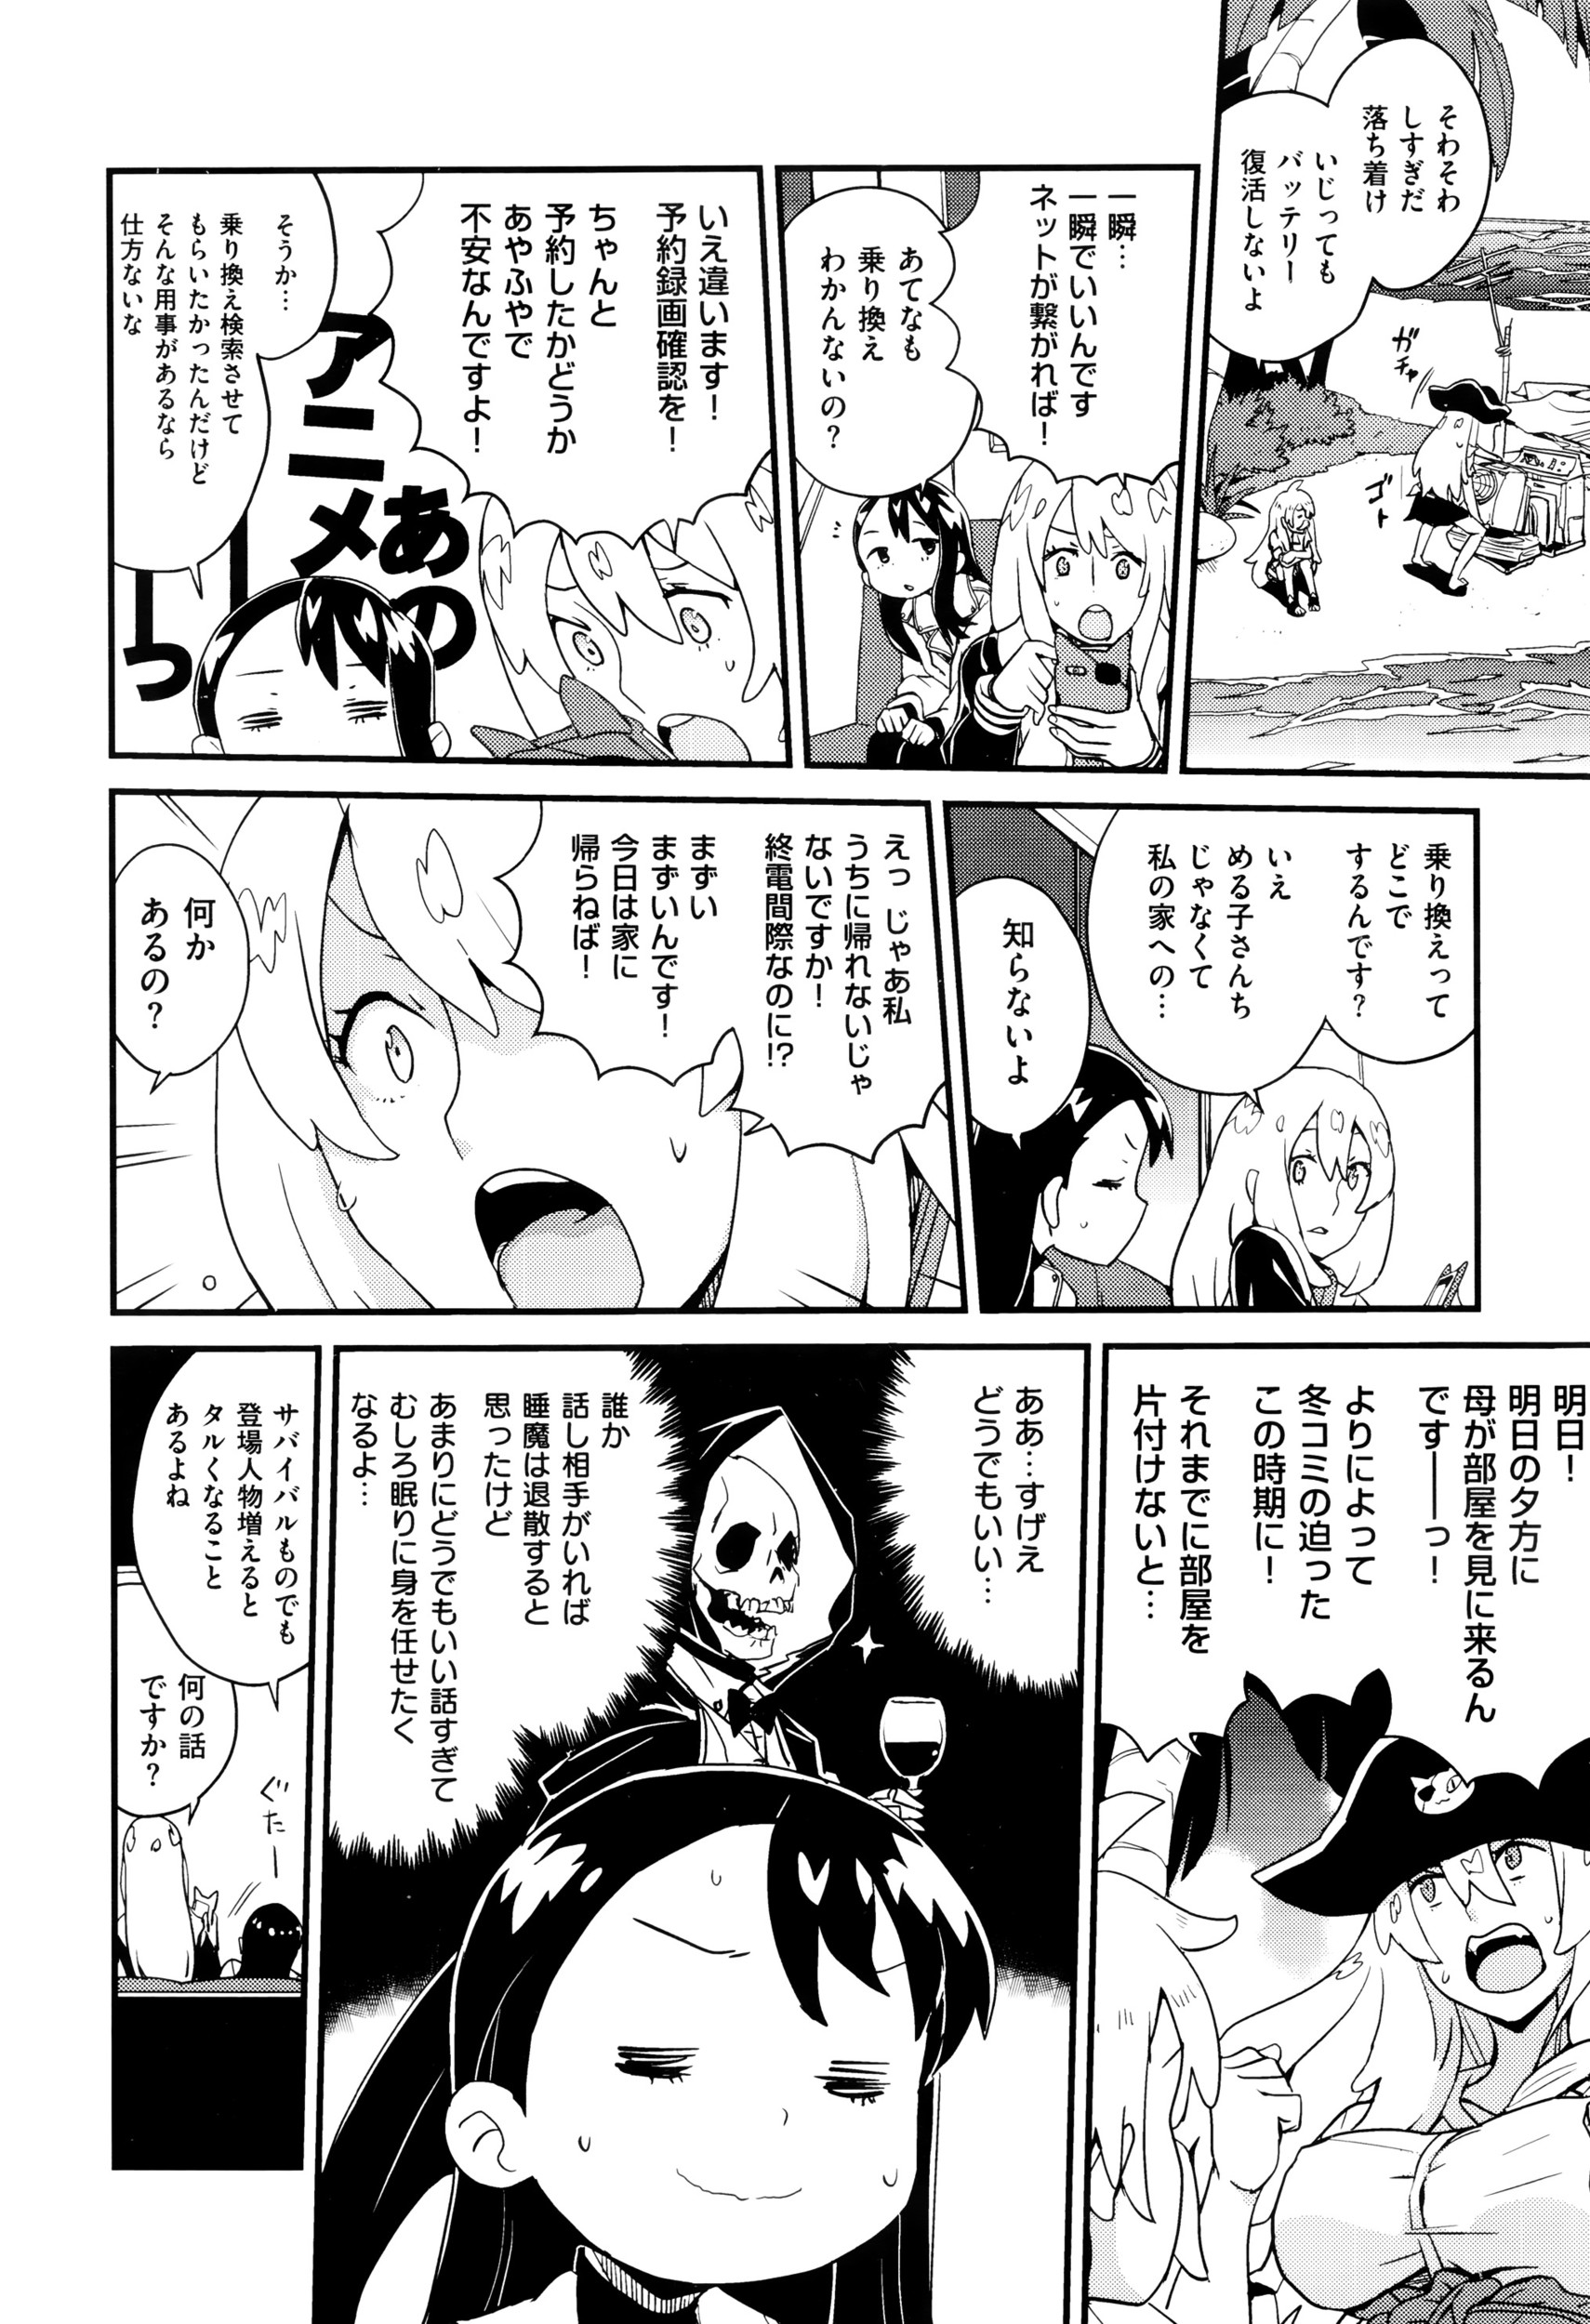 そわそわ
しすぎだ
落ち着け
いじっても
バッテリー
復活しないよ
ガチャ
ゴト
一瞬…
一瞬でいいんです
ネットが繋がれば！
あてなも
乗り換え
わかんないの？
いえ違います！
予約録画確認を！
ちゃんと
予約したかどうか
あやふやで
不安なんですよ！
あの
アニメ
ーっ
そうか…
乗り換え検索させて
もらいたかったんだけど
そんな用事があるなら
仕方ないな
乗り換えって
どこで
するんです？
いえ
める子さんち
じゃなくて
私の家への…
知らないよ
えっ じゃあ私
うちに帰れないじゃ
ないですか！
終電間際なのに!?
まずい
まずいんです！
今日は家に
帰らねば！
何か
あるの？
明日！
明日の夕方に
母が部屋を見に来るん
です――っ！
よりによって
冬コミの迫った
この時期に！
それまでに部屋を
片付けないと…
ああ…すげえ
どうでもいい…
誰か
話し相手がいれば
睡魔は退散すると
思ったけど
あまりにどうでもいい話すぎて
むしろ眠りに身を任せたく
なるよ…
サバイバルものでも
登場人物増えると
タルくなること
あるよね
ぐたー
何の話
ですか？